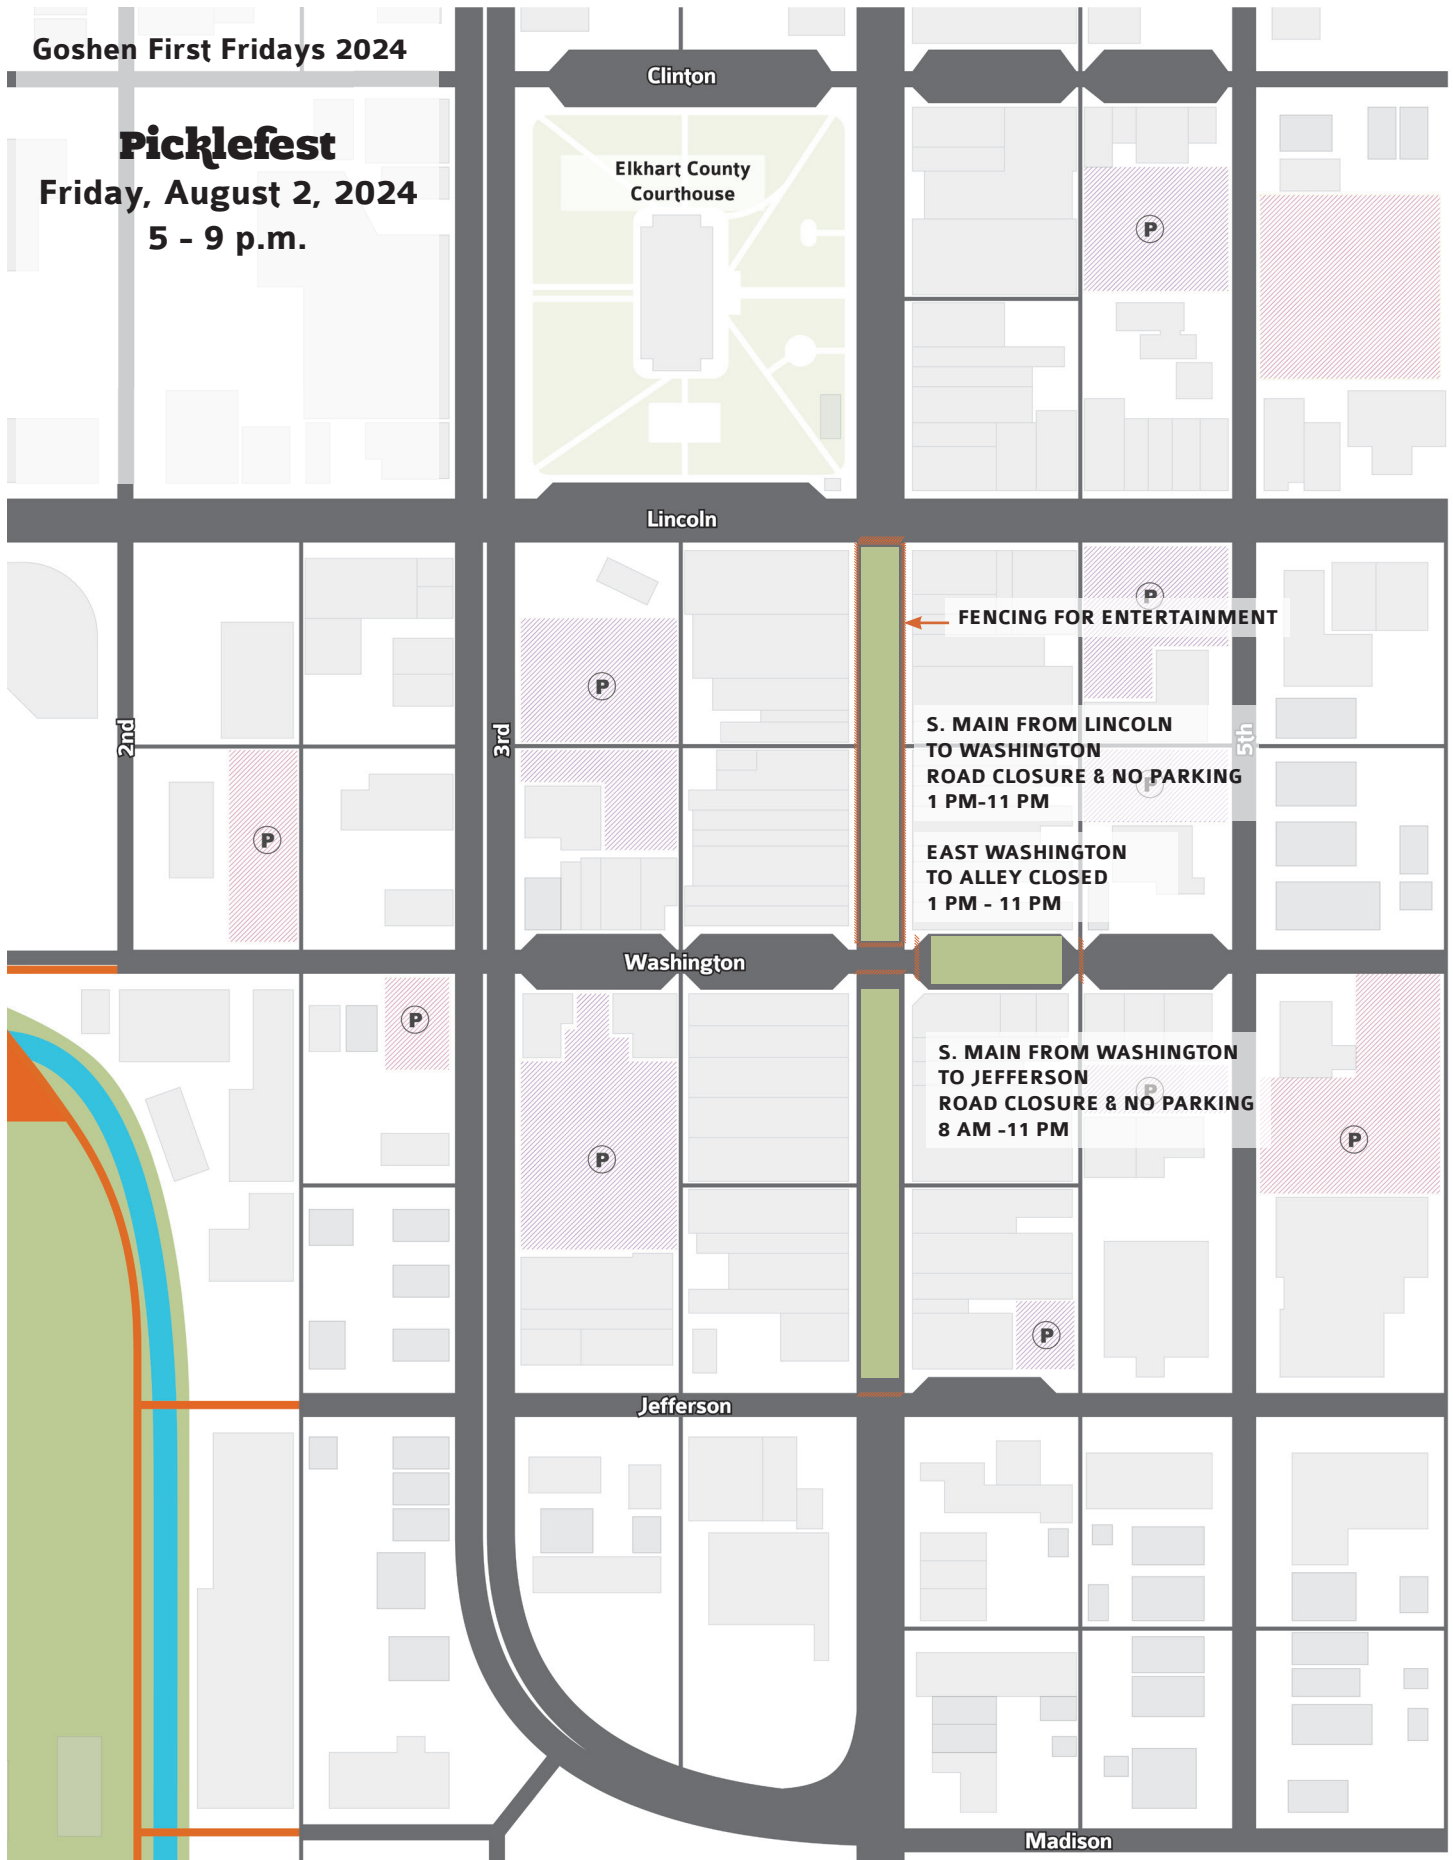 Goshen First Fridays 2024
Picklefest
Friday, August 2, 2024
5 – 9 p.m.
Clinton
Elkhart County
Courthouse
P
Lincoln
P
FENCING FOR ENTERTAINMENT
P
2nd
3rd
5th
S. MAIN FROM LINCOLN
TO WASHINGTON
ROAD CLOSURE & NO PARKING
1 PM-11 PM
P
P
EAST WASHINGTON
TO ALLEY CLOSED
1 PM - 11 PM
Washington
P
S. MAIN FROM WASHINGTON
TO JEFFERSON
ROAD CLOSURE & NO PARKING
8 AM -11 PM
P
P
P
P
Jefferson
Madison